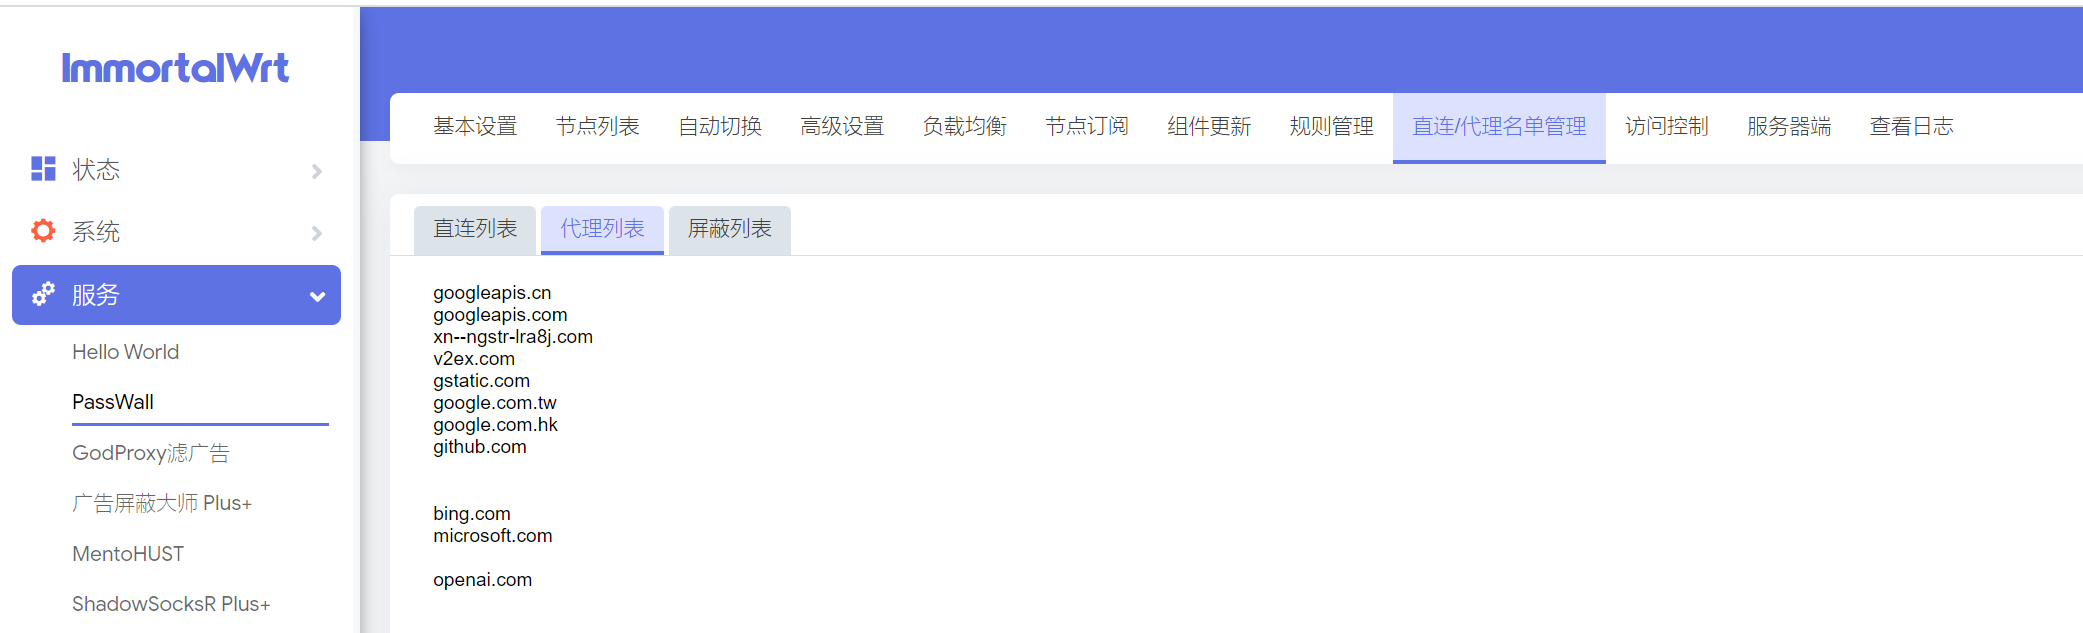 ImmortalWrt
状态
系统
服务
Hello World
PassWall
GodProxy滤广告
广告屏蔽大师 Plus+
MentoHUST
ShadowSocksR Plus+
基本设置 节点列表 自动切换 高级设置 负载均衡 节点订阅 组件更新 规则管理 直连/代理名单管理 访问控制 服务器端 查看日志
直连列表 代理列表 屏蔽列表
googleapis.cn
googleapis.com
xn--ngstr-lra8j.com
v2ex.com
gstatic.com
google.com.tw
google.com.hk
github.com
bing.com
microsoft.com
openai.com